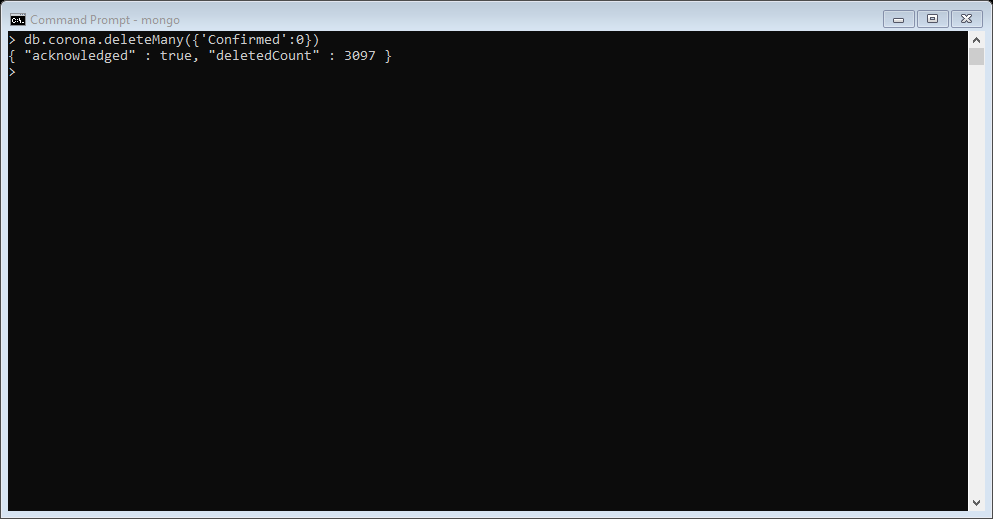 C:\.
Command Prompt - mongo
> db.corona.deleteMany({'Confirmed':0})
{ "acknowledged" : true, "deletedCount" : 3097 }
>